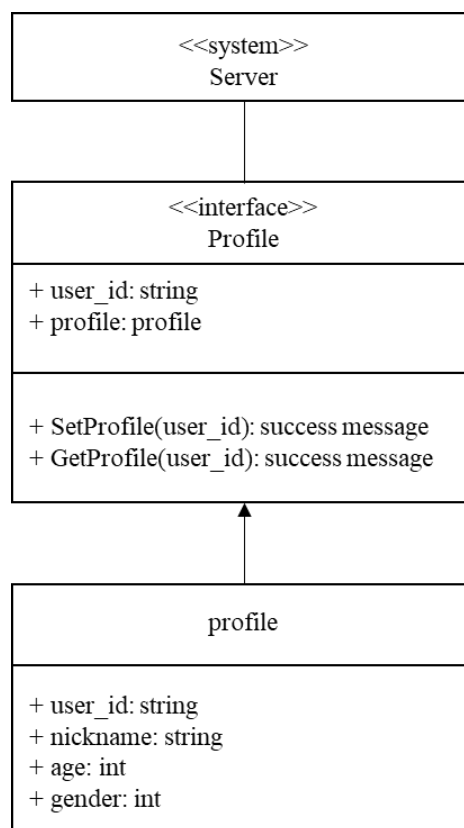 <<system>>
Server
<<interface>>
Profile
+ user_id: string
+ profile: profile
+ SetProfile(user_id): success message
+ GetProfile(user_id): success message
profile
+ user_id: string
+ nickname: string
+ age: int
+ gender: int